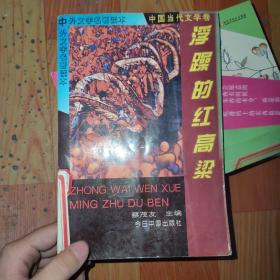 中外文学名著读本
中国当代文学卷
浮躁的红高粱
ZHONG WAI WEN XUE
MING ZHU DU BEN
蔡茂友 主编
今日中国出版社